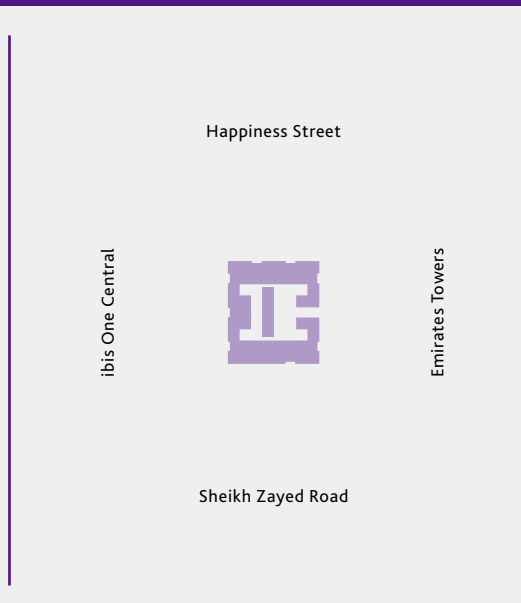 Happiness Street
ibis One Central
Emirates Towers
Sheikh Zayed Road